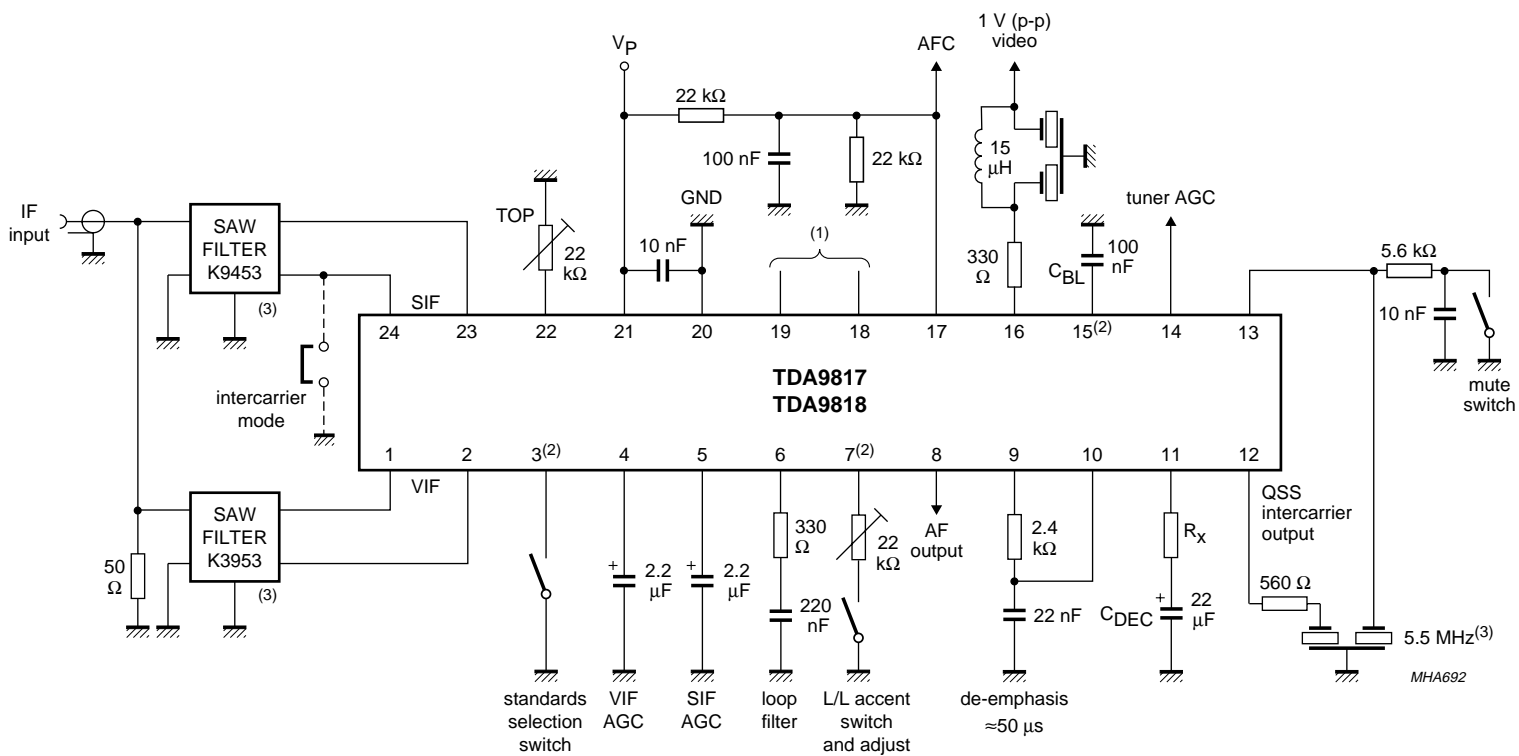 1 V (p-p)
video
VP
AFC
22 kΩ
100 nF
22 kΩ
15
μH
tuner AGC
IF
input
SAW
FILTER
K9453
(3)
TOP
22
kΩ
GND
10 nF
(1)
330
Ω
CBL
100
nF
5.6 kΩ
10 nF
mute
switch
intercarrier
mode
SIF
24
23
22
21
20
19
18
17
16
15(2)
14
13
TDA9817
TDA9818
1
2
3(2)
4
5
6
7(2)
8
9
10
11
12
VIF
SAW
FILTER
K3953
(3)
50
Ω
+
2.2
μF
+
2.2
μF
330
Ω
220
nF
22
kΩ
AF
output
2.4
kΩ
22 nF
Rx
CDEC
+
22
μF
QSS
intercarrier
output
560 Ω
5.5 MHz(3)
MHA692
standards
selection
switch
VIF
AGC
SIF
AGC
loop
filter
L/L accent
switch
and adjust
de-emphasis
≈50 μs